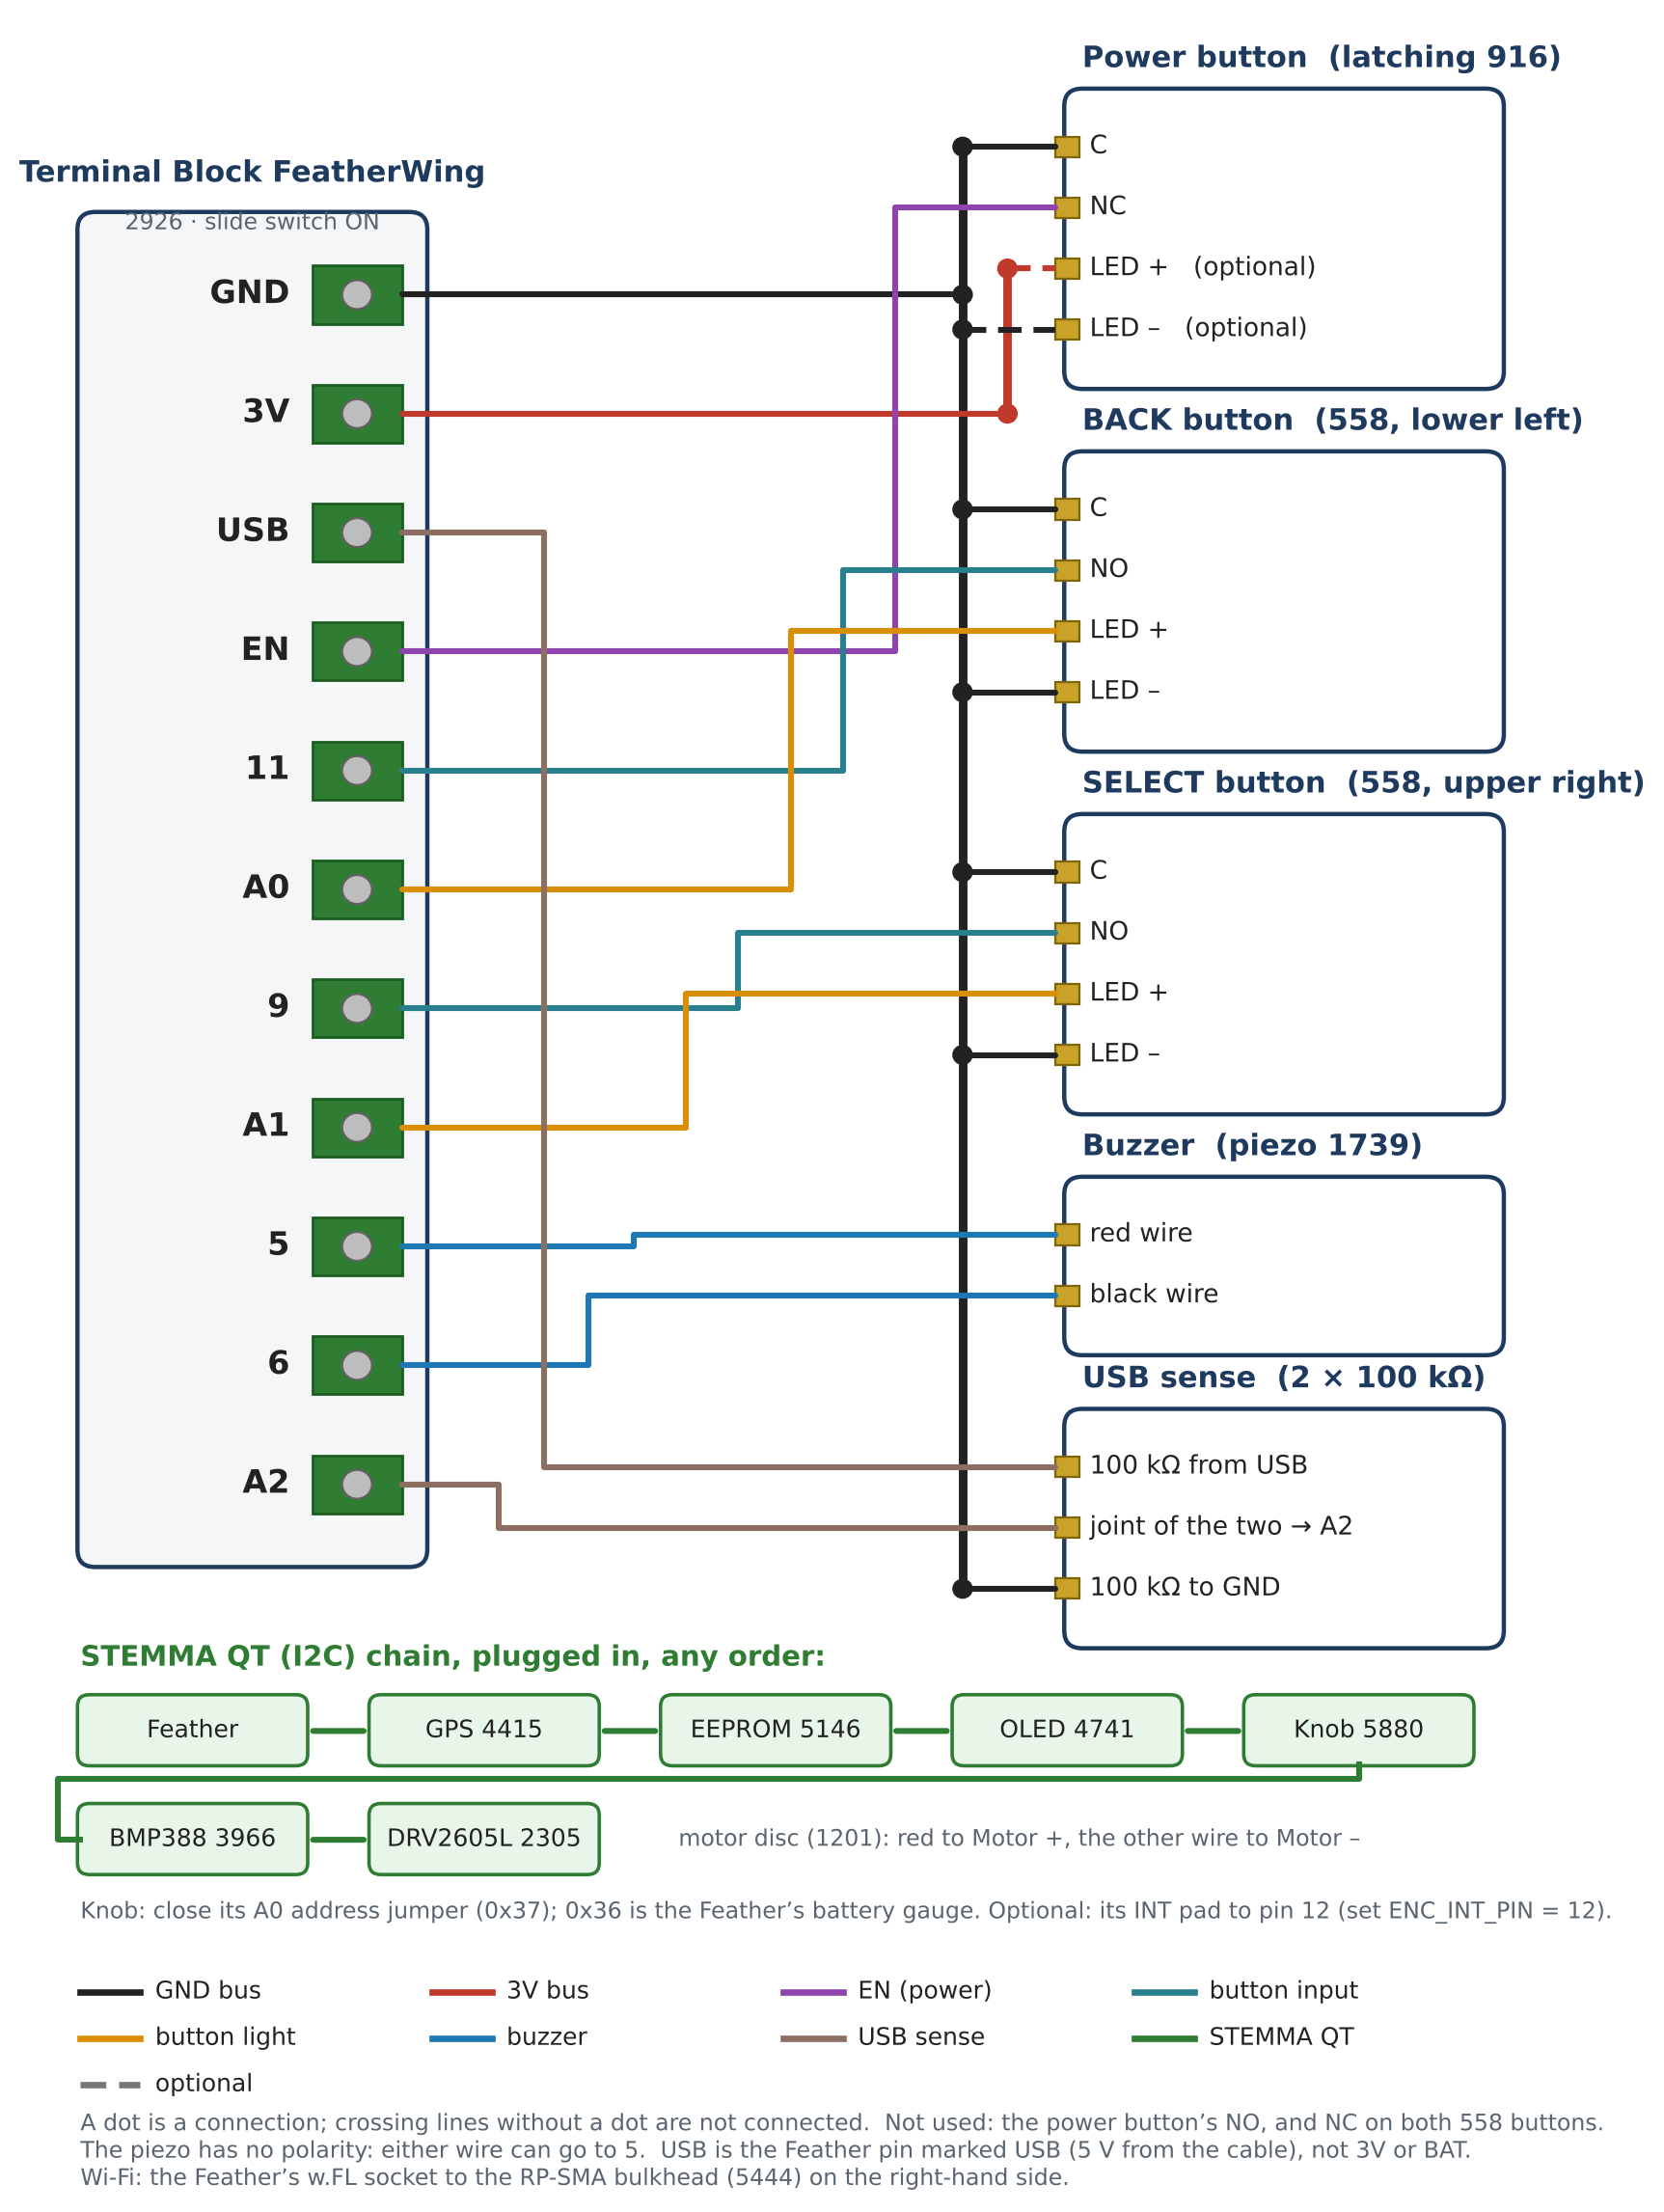 Power button (latching 916)
C
NC
LED + (optional)
LED – (optional)
Terminal Block FeatherWing
2926 · slide switch ON
GND
3V
USB
EN
11
A0
9
A1
5
6
A2
BACK button (558, lower left)
C
NO
LED +
LED –
SELECT button (558, upper right)
C
NO
LED +
LED –
Buzzer (piezo 1739)
red wire
black wire
USB sense (2 × 100 kΩ)
100 kΩ from USB
joint of the two → A2
100 kΩ to GND
STEMMA QT (I2C) chain, plugged in, any order:
Feather
GPS 4415
EEPROM 5146
OLED 4741
Knob 5880
BMP388 3966
DRV2605L 2305
motor disc (1201): red to Motor +, the other wire to Motor –
Knob: close its A0 address jumper (0x37); 0x36 is the Feather’s battery gauge. Optional: its INT pad to pin 12 (set ENC_INT_PIN = 12).
GND bus
3V bus
EN (power)
button input
button light
buzzer
USB sense
STEMMA QT
optional
A dot is a connection; crossing lines without a dot are not connected. Not used: the power button’s NO, and NC on both 558 buttons.
The piezo has no polarity: either wire can go to 5. USB is the Feather pin marked USB (5 V from the cable), not 3V or BAT.
Wi-Fi: the Feather’s w.FL socket to the RP-SMA bulkhead (5444) on the right-hand side.